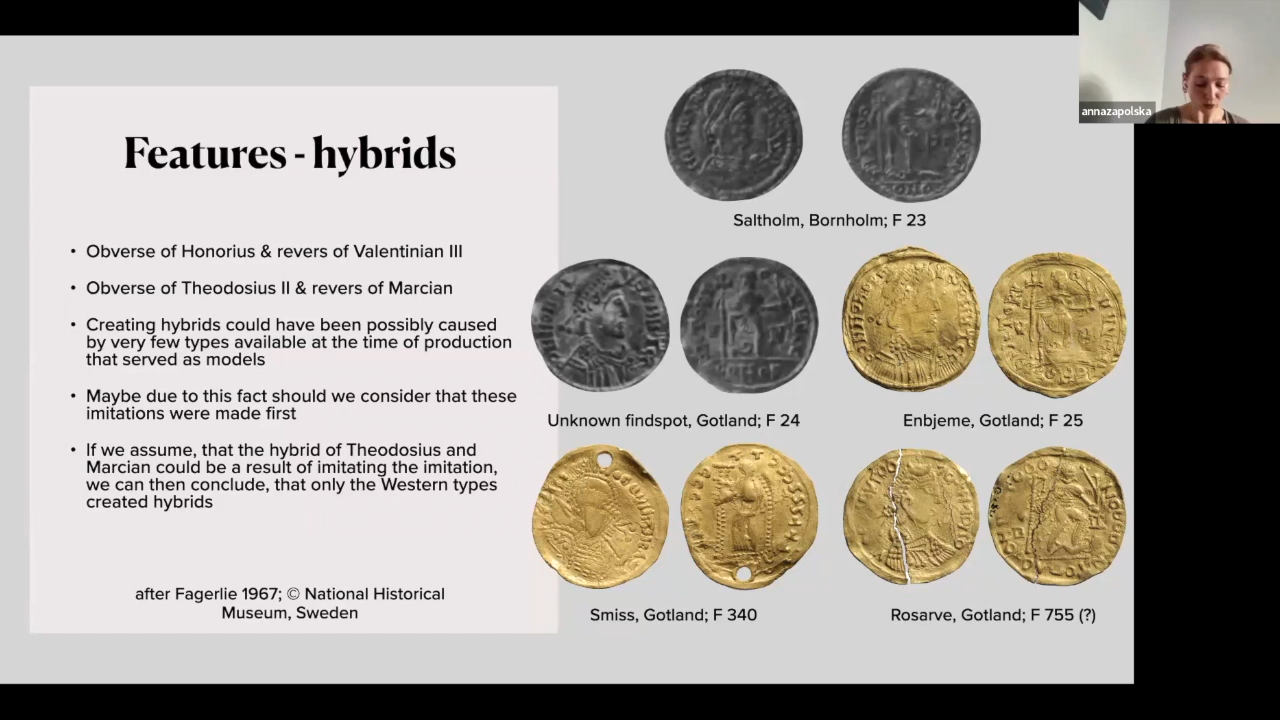 annazapolska
Features - hybrids
• Obverse of Honorius & revers of Valentinian III
• Obverse of Theodosius II & revers of Marcian
• Creating hybrids could have been possibly caused
by very few types available at the time of production
that served as models
• Maybe due to this fact should we consider that these
imitations were made first
• If we assume, that the hybrid of Theodosius and
Marcian could be a result of imitating the imitation,
we can then conclude, that only the Western types
created hybrids
after Fagerlie 1967; © National Historical
Museum, Sweden
Saltholm, Bornholm; F 23
Unknown findspot, Gotland; F 24
Enbjeme, Gotland; F 25
Smiss, Gotland; F 340
Rosarve, Gotland; F 755 (?)